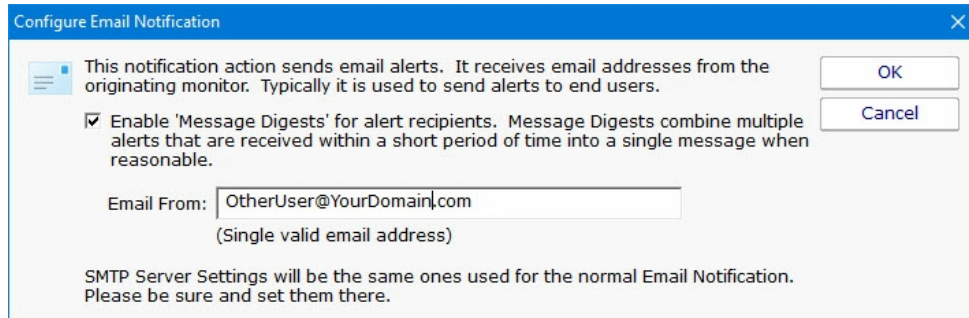 Configure Email Notification
This notification action sends email alerts.  It receives email addresses from the
originating monitor.  Typically it is used to send alerts to end users.
OK
Cancel
Enable 'Message Digests' for alert recipients.  Message Digests combine multiple
alerts that are received within a short period of time into a single message when
reasonable.
Email From: OtherUser@YourDomain.com
(Single valid email address)
SMTP Server Settings will be the same ones used for the normal Email Notification.
Please be sure and set them there.